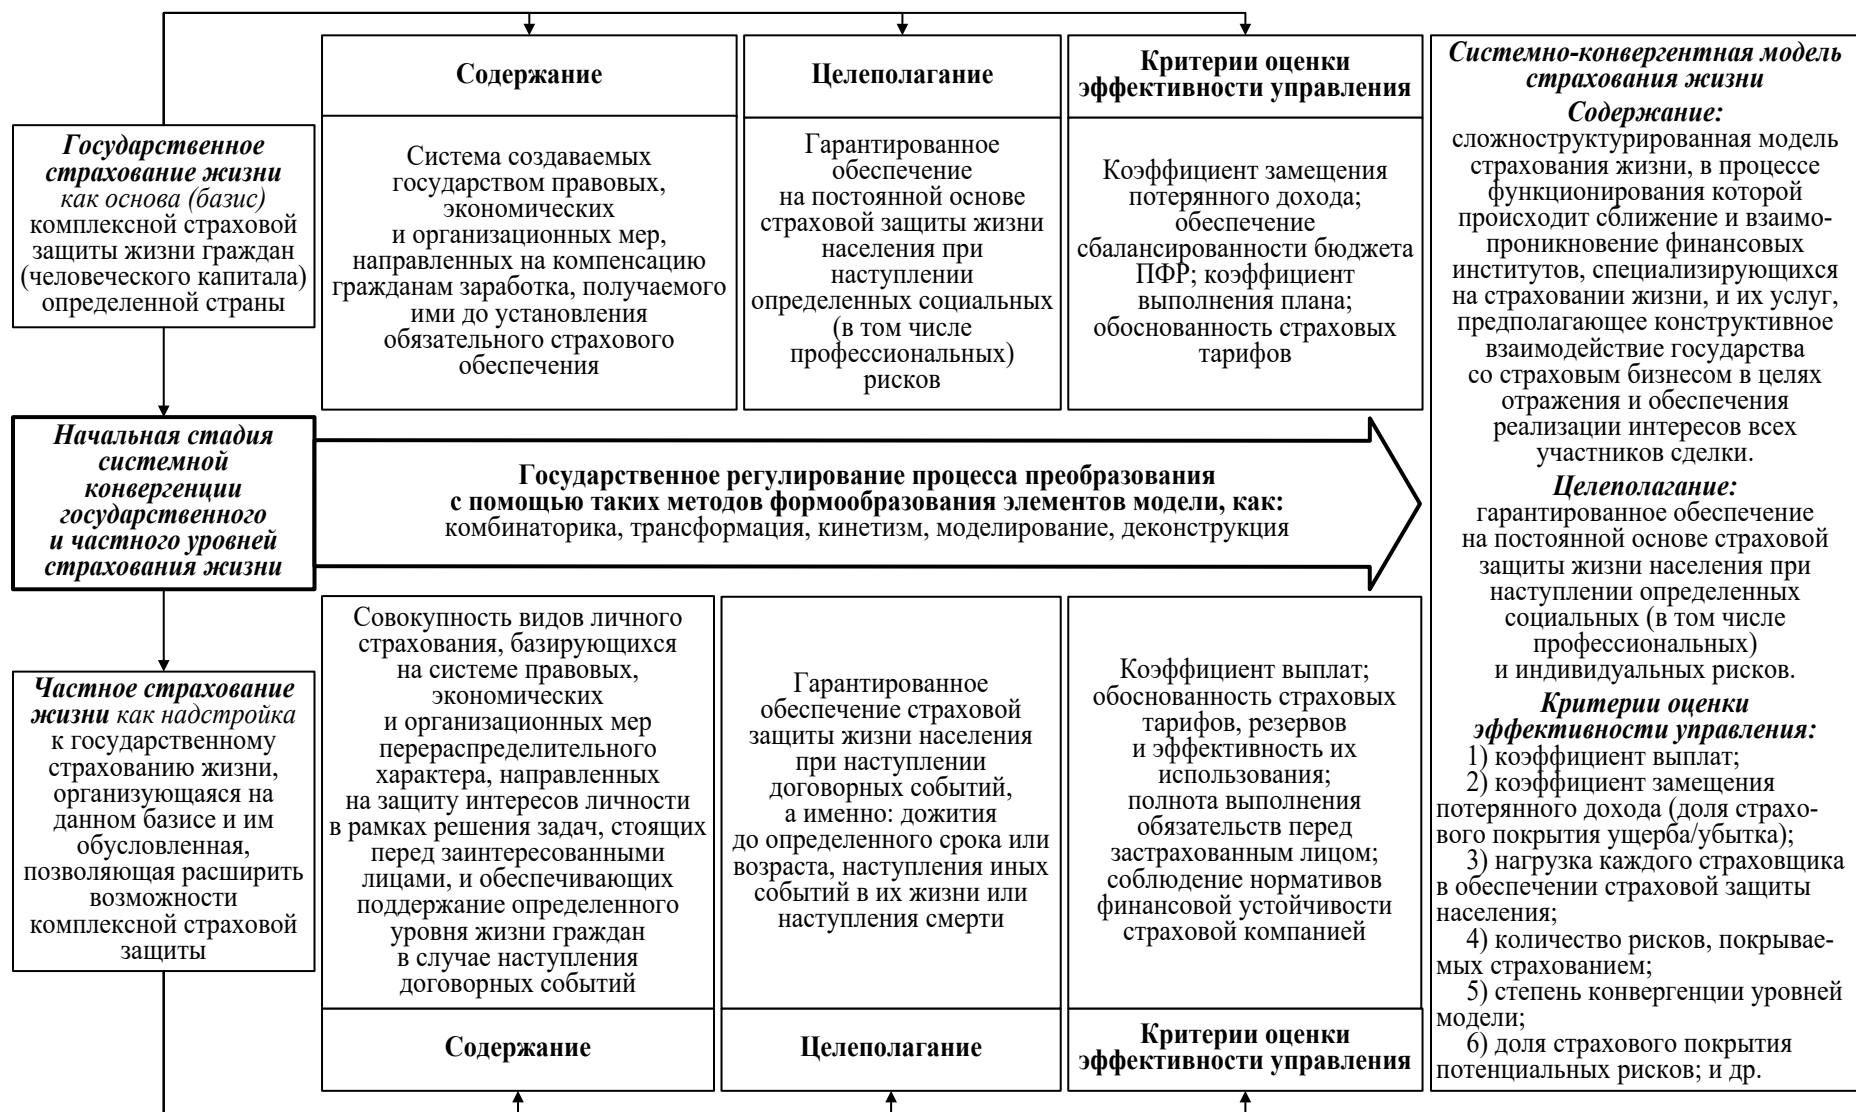 Содержание
Целеполагание
Критерии оценки
эффективности управления
Государственное
страхование жизни
как основа (базис)
комплексной страховой
защиты жизни граждан
(человеческого капитала)
определенной страны
Система создаваемых
государством правовых,
экономических
и организационных мер,
направленных на компенсацию
гражданам заработка, получаемого
ими до установления
обязательного страхового
обеспечения
Гарантированное
обеспечение
на постоянной основе
страховой защиты жизни
населения при
наступлении
определенных социальных
(в том числе
профессиональных)
рисков
Коэффициент замещения
потерянного дохода;
обеспечение
сбалансированности бюджета
ПФР; коэффициент
выполнения плана;
обоснованность страховых
тарифов
Начальная стадия
системной
конвергенции
государственного
и частного уровней
страхования жизни
Государственное регулирование процесса преобразования
с помощью таких методов формообразования элементов модели, как:
комбинаторика, трансформация, кинетизм, моделирование, деконструкция
Частное страхование
жизни как надстройка
к государственному
страхованию жизни,
организующаяся на
данном базисе и им
обусловленная,
позволяющая расширить
возможности
комплексной страховой
защиты
Совокупность видов личного
страхования, базирующихся
на системе правовых,
экономических
и организационных мер
перераспределительного
характера, направленных
на защиту интересов личности
в рамках решения задач, стоящих
перед заинтересованными
лицами, и обеспечивающих
поддержание определенного
уровня жизни граждан
в случае наступления
договорных событий
Гарантированное
обеспечение страховой
защиты жизни населения
при наступлении
договорных событий,
а именно: дожития
до определенного срока или
возраста, наступления иных
событий в их жизни или
наступления смерти
Коэффициент выплат;
обоснованность страховых
тарифов, резервов
и эффективность их
использования;
полнота выполнения
обязательств перед
застрахованным лицом;
соблюдение нормативов
финансовой устойчивости
страховой компанией
Содержание
Целеполагание
Критерии оценки
эффективности управления
Системно-конвергентная модель
страхования жизни
Содержание:
сложноструктурированная модель
страхования жизни, в процессе
функционирования которой
происходит сближение и взаимо-
проникновение финансовых
институтов, специализирующихся
на страховании жизни, и их услуг,
предполагающее конструктивное
взаимодействие государства
со страховым бизнесом в целях
отражения и обеспечения
реализации интересов всех
участников сделки.
Целеполагание:
гарантированное обеспечение
на постоянной основе страховой
защиты жизни населения при
наступлении определенных
социальных (в том числе
профессиональных)
и индивидуальных рисков.
Критерии оценки
эффективности управления:
1) коэффициент выплат;
2) коэффициент замещения
потерянного дохода (доля страхо-
вого покрытия ущерба/убытка);
3) нагрузка каждого страховщика
в обеспечении страховой защиты
населения;
4) количество рисков, покрывае-
мых страхованием;
5) степень конвергенции уровней
модели;
6) доля страхового покрытия
потенциальных рисков; и др.